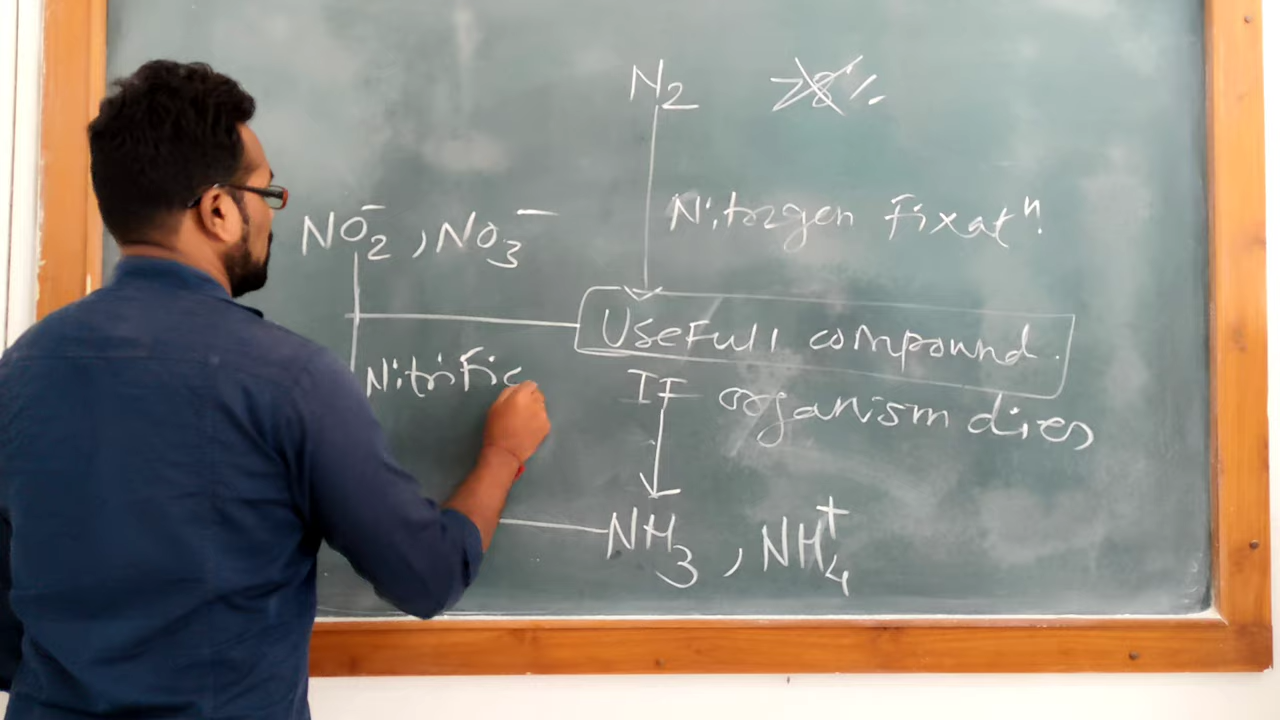 N2 78%
Nitrogen Fixatⁿ
NO2⁻, NO3⁻
Usefull compound.
Nitrific
If organism dies
NH3, NH4⁺